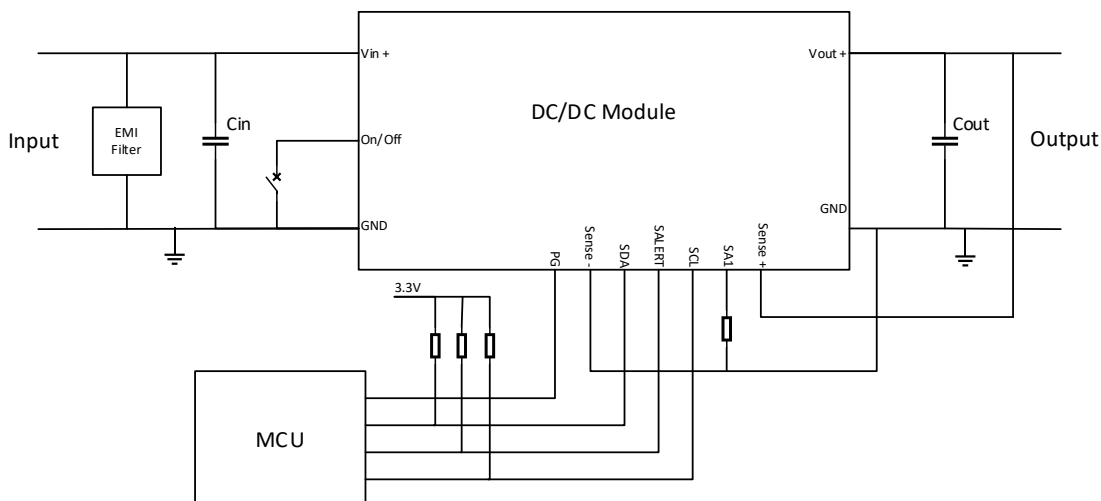 Vin +
Vout +
DC/DC Module
Input
EMI
Filter
Cin
On/Off
Cout
Output
GND
GND
PG
Sense -
SDA
SALERT
SCL
SA1
Sense +
3.3V
MCU